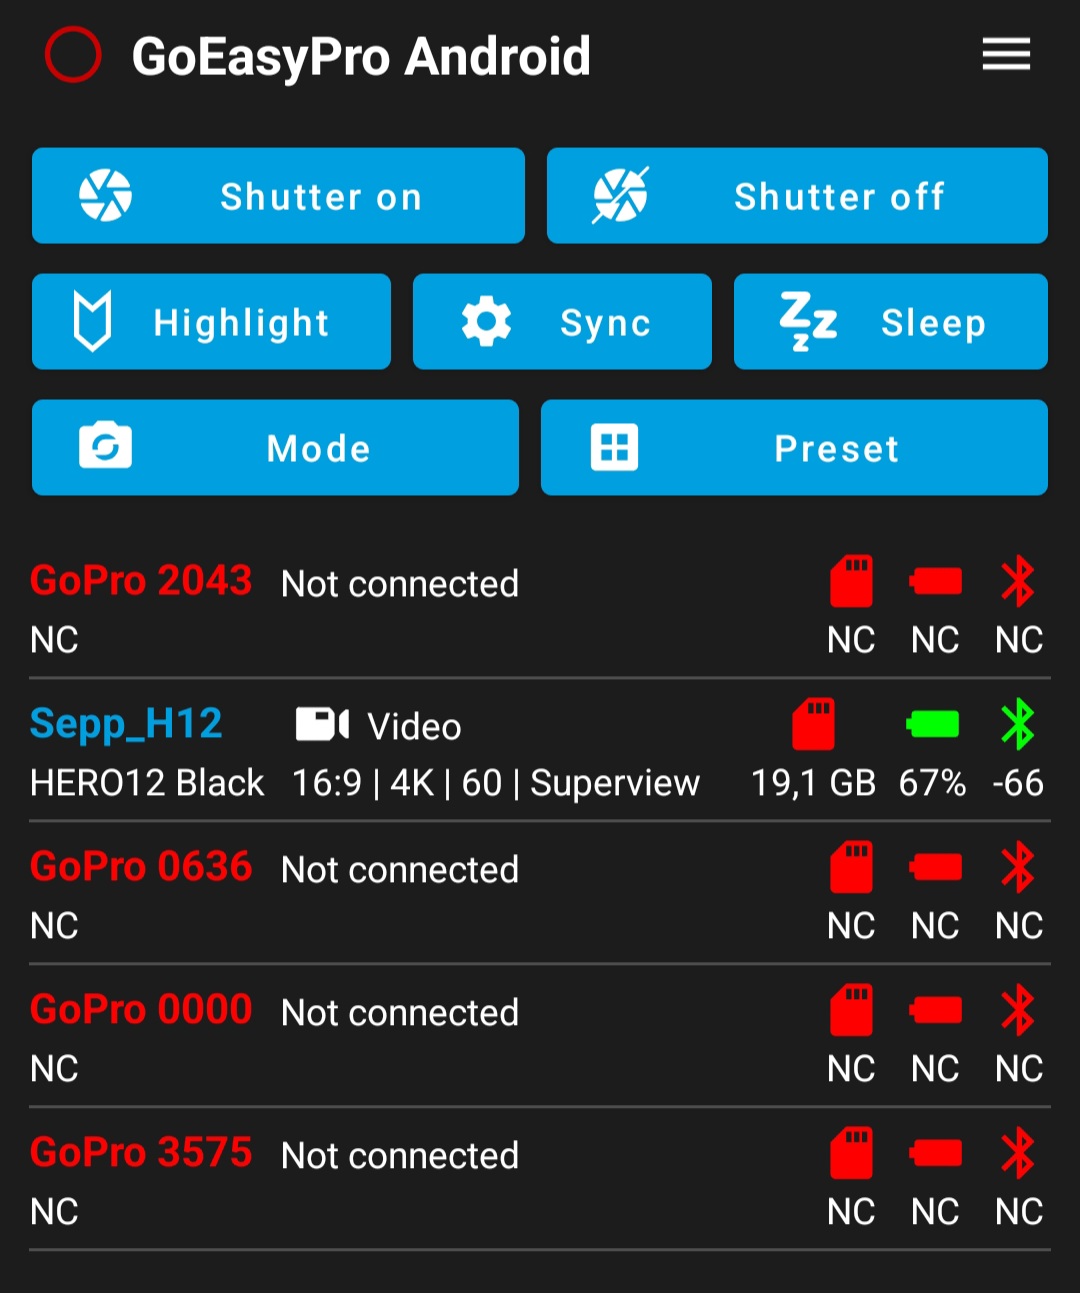 GoEasyPro Android
Shutter on
Shutter off
Highlight
Sync
Sleep
Mode
Preset
GoPro 2043 Not connected
NC NC NC NC
Sepp_H12 Video
HERO12 Black 16:9 | 4K | 60 | Superview 19,1 GB 67% -66
GoPro 0636 Not connected
NC NC NC NC
GoPro 0000 Not connected
NC NC NC NC
GoPro 3575 Not connected
NC NC NC NC